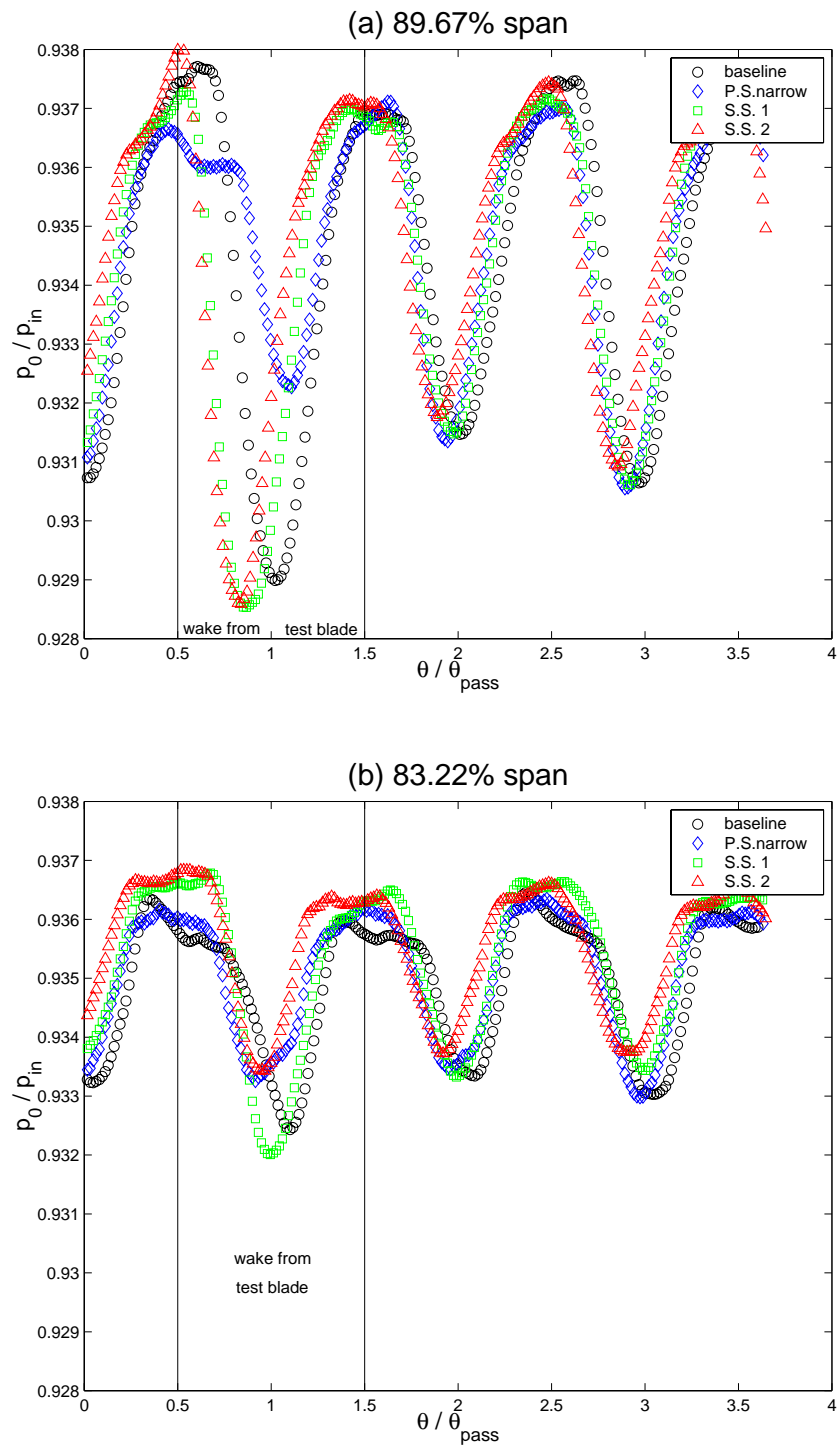 (a) 89.67% span
0.938
0.937
0.936
0.935
0.934
0.933
0.932
0.931
0.93
0.929
0.928
p0 / pin
baseline
P.S.narrow
S.S. 1
S.S. 2
wake from test blade
0 0.5 1 1.5 2 2.5 3 3.5 4
θ / θpass
(b) 83.22% span
0.938
0.937
0.936
0.935
0.934
0.933
0.932
0.931
0.93
0.929
0.928
p0 / pin
baseline
P.S.narrow
S.S. 1
S.S. 2
wake from
test blade
0 0.5 1 1.5 2 2.5 3 3.5 4
θ / θpass